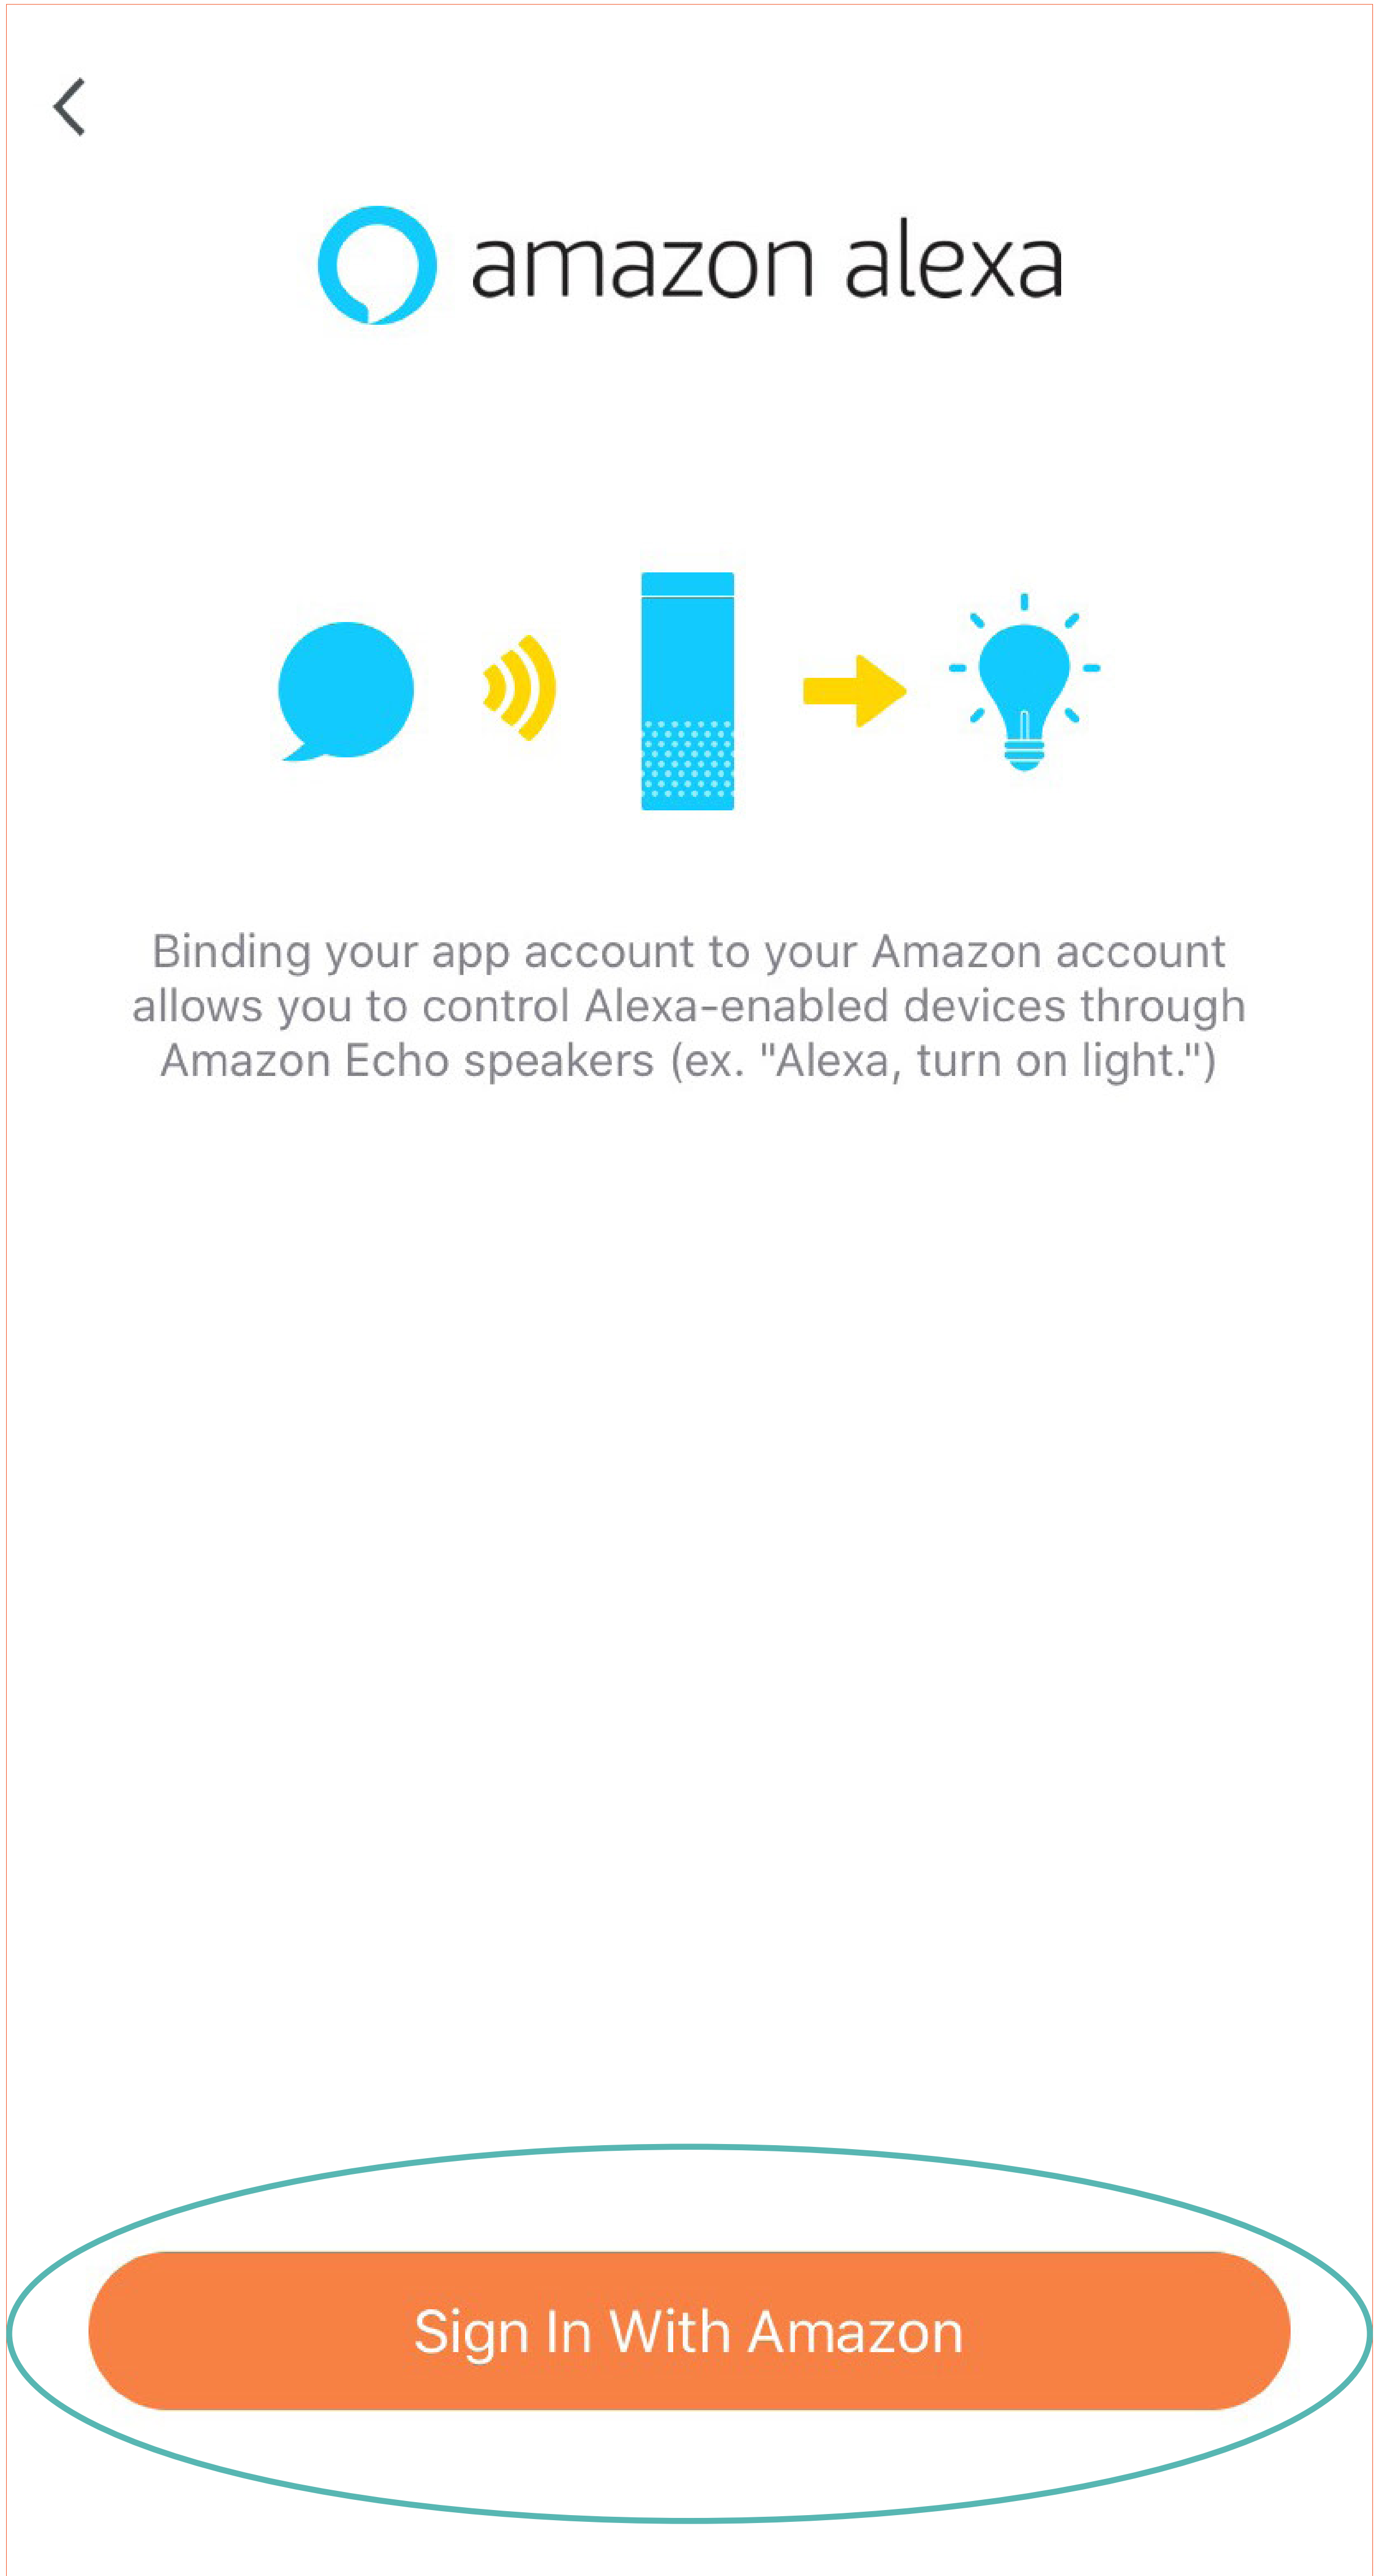 amazon alexa
Binding your app account to your Amazon account
allows you to control Alexa-enabled devices through
Amazon Echo speakers (ex. "Alexa, turn on light.")
Sign In With Amazon